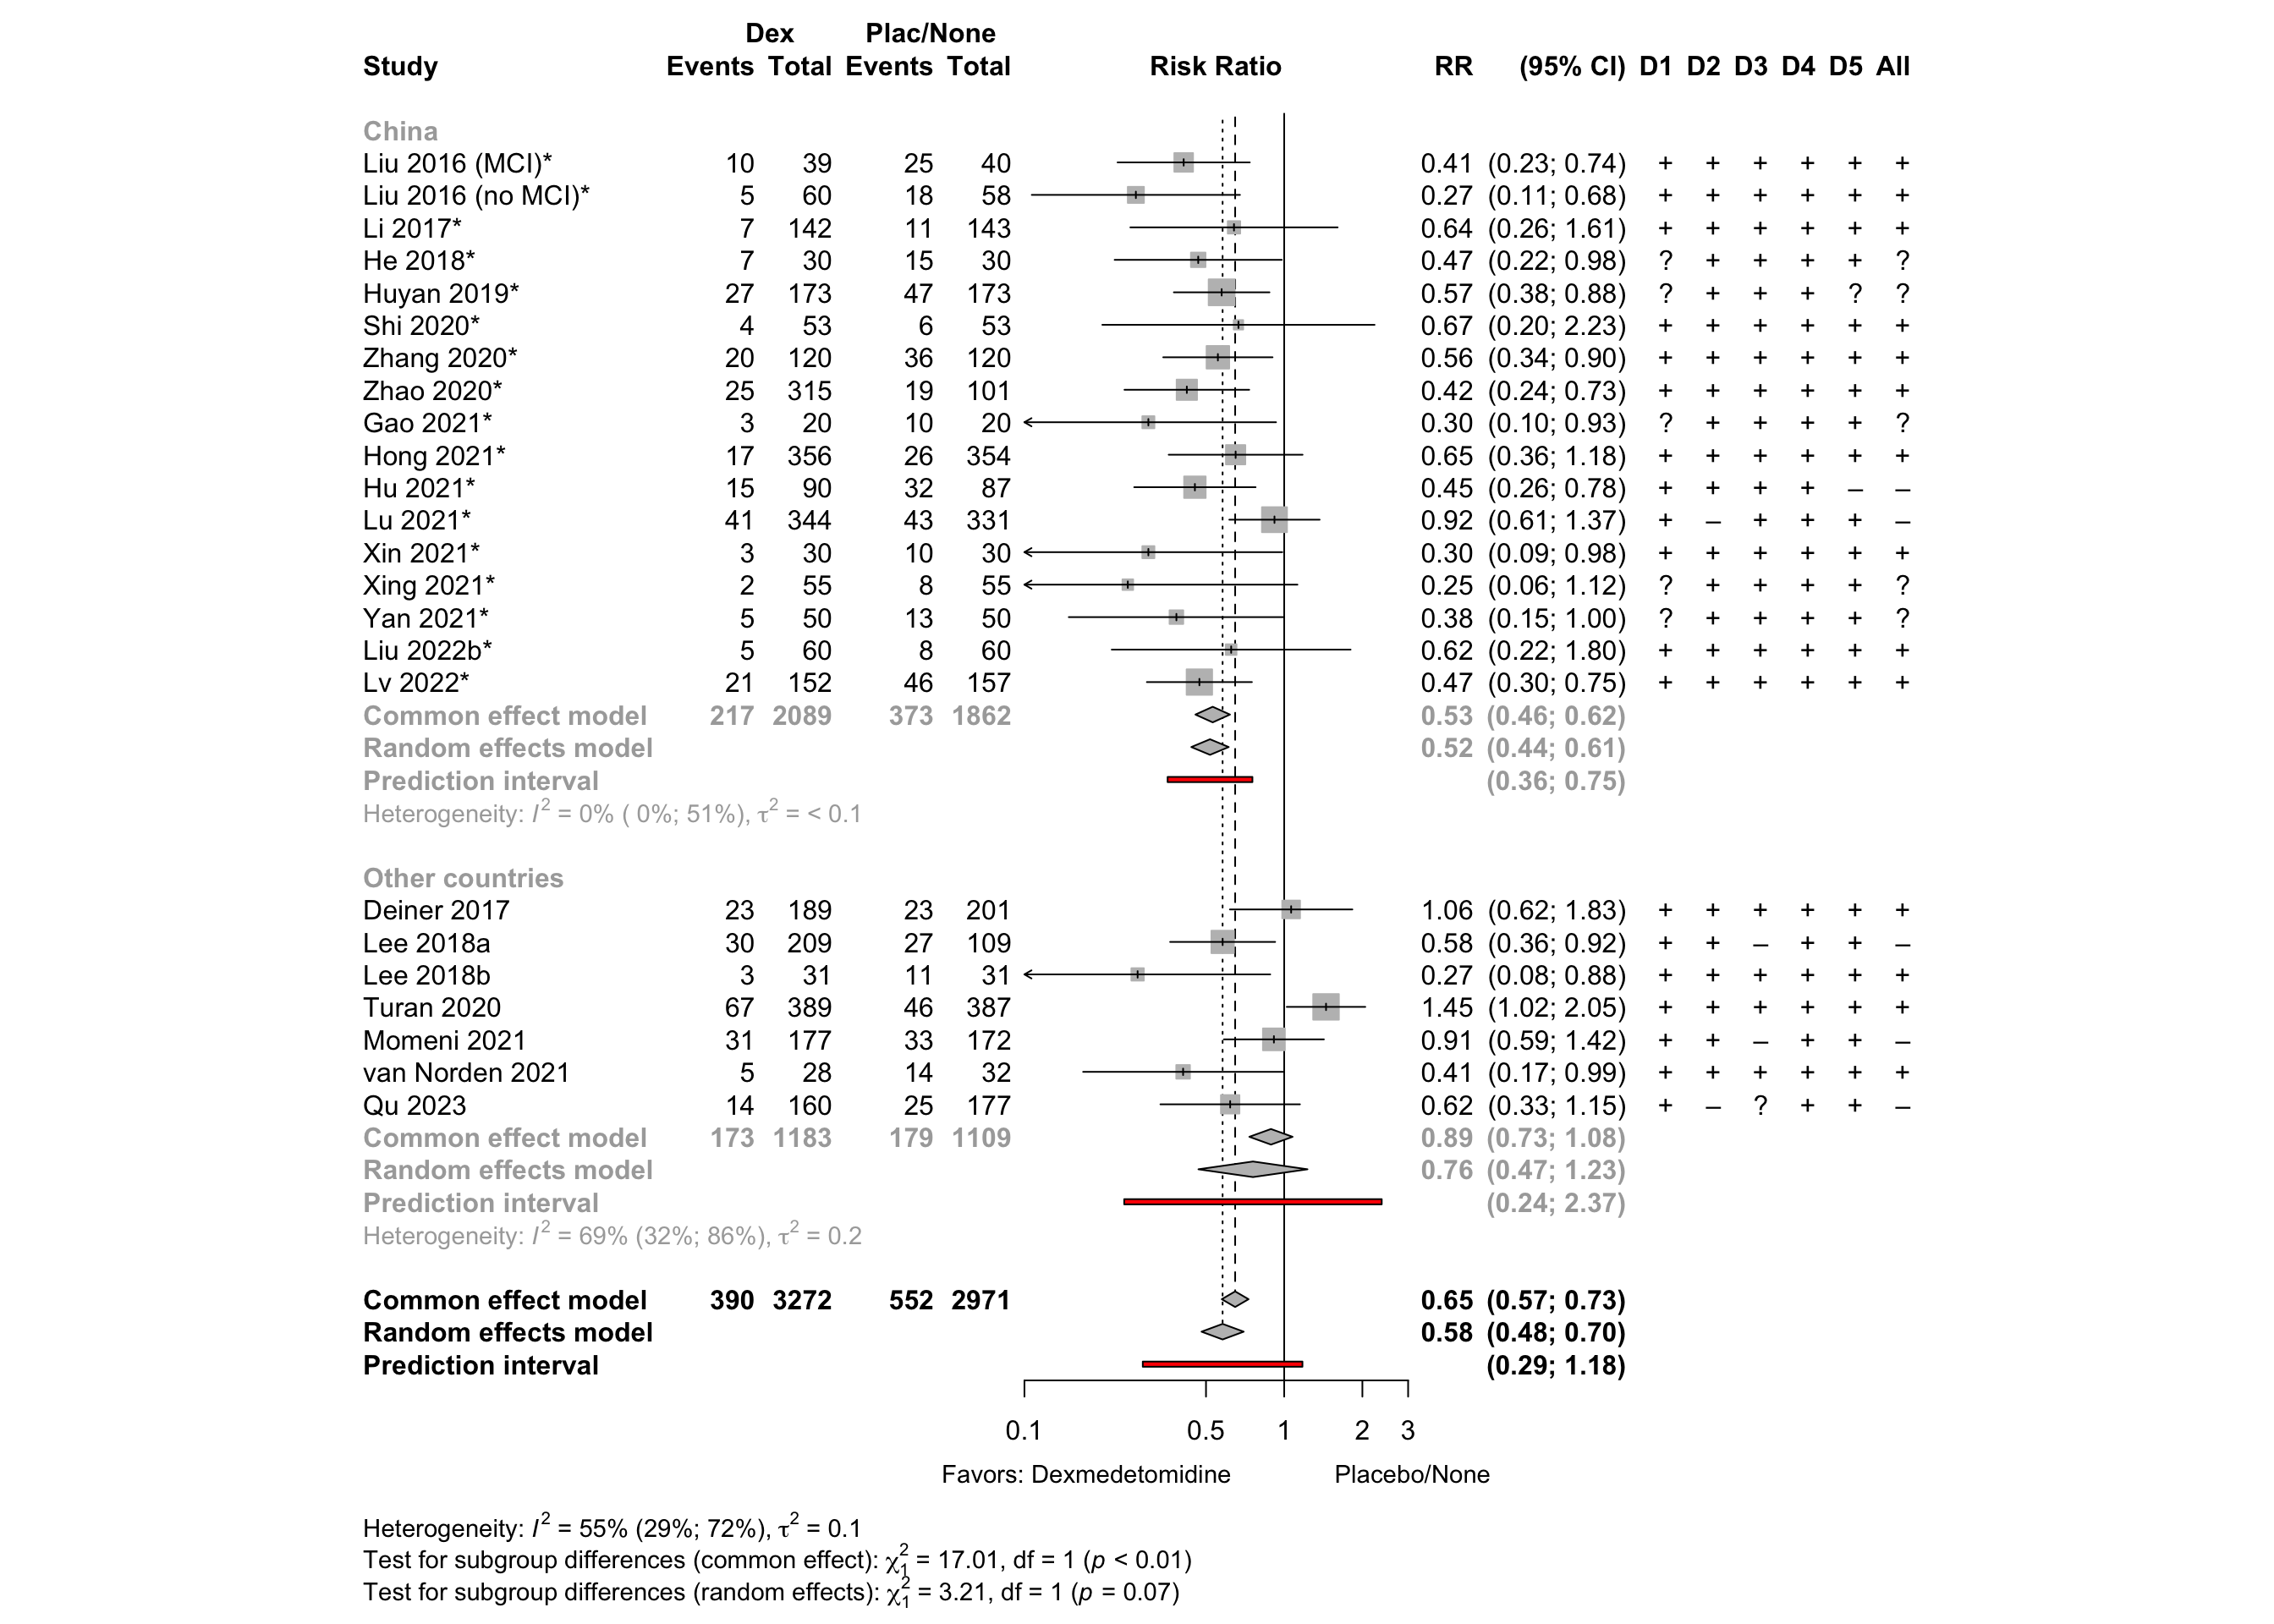 Dex Plac/None
Study Events Total Events Total Risk Ratio RR (95% CI) D1 D2 D3 D4 D5 All
China
Liu 2016 (MCI)* 10 39 25 40 0.41 (0.23; 0.74) + + + + + +
Liu 2016 (no MCI)* 5 60 18 58 0.27 (0.11; 0.68) + + + + + +
Li 2017* 7 142 11 143 0.64 (0.26; 1.61) + + + + + +
He 2018* 7 30 15 30 0.47 (0.22; 0.98) ? + + + + ?
Huyan 2019* 27 173 47 173 0.57 (0.38; 0.88) ? + + + ? ?
Shi 2020* 4 53 6 53 0.67 (0.20; 2.23) + + + + + +
Zhang 2020* 20 120 36 120 0.56 (0.34; 0.90) + + + + + +
Zhao 2020* 25 315 19 101 0.42 (0.24; 0.73) + + + + + +
Gao 2021* 3 20 10 20 0.30 (0.10; 0.93) ? + + + + ?
Hong 2021* 17 356 26 354 0.65 (0.36; 1.18) + + + + + +
Hu 2021* 15 90 32 87 0.45 (0.26; 0.78) + + + + – –
Lu 2021* 41 344 43 331 0.92 (0.61; 1.37) + – + + + –
Xin 2021* 3 30 10 30 0.30 (0.09; 0.98) + + + + + +
Xing 2021* 2 55 8 55 0.25 (0.06; 1.12) ? + + + + ?
Yan 2021* 5 50 13 50 0.38 (0.15; 1.00) ? + + + + ?
Liu 2022b* 5 60 8 60 0.62 (0.22; 1.80) + + + + + +
Lv 2022* 21 152 46 157 0.47 (0.30; 0.75) + + + + + +
Common effect model 217 2089 373 1862 0.53 (0.46; 0.62)
Random effects model 0.52 (0.44; 0.61)
Prediction interval (0.36; 0.75)
Heterogeneity: I² = 0% ( 0%; 51%), τ² = < 0.1
Other countries
Deiner 2017 23 189 23 201 1.06 (0.62; 1.83) + + + + + +
Lee 2018a 30 209 27 109 0.58 (0.36; 0.92) + + – + + –
Lee 2018b 3 31 11 31 0.27 (0.08; 0.88) + + + + + +
Turan 2020 67 389 46 387 1.45 (1.02; 2.05) + + + + + +
Momeni 2021 31 177 33 172 0.91 (0.59; 1.42) + + – + + –
van Norden 2021 5 28 14 32 0.41 (0.17; 0.99) + + + + + +
Qu 2023 14 160 25 177 0.62 (0.33; 1.15) + – ? + + –
Common effect model 173 1183 179 1109 0.89 (0.73; 1.08)
Random effects model 0.76 (0.47; 1.23)
Prediction interval (0.24; 2.37)
Heterogeneity: I² = 69% (32%; 86%), τ² = 0.2
Common effect model 390 3272 552 2971 0.65 (0.57; 0.73)
Random effects model 0.58 (0.48; 0.70)
Prediction interval (0.29; 1.18)
0.1 0.5 1 2 3
Favors: Dexmedetomidine Placebo/None
Heterogeneity: I² = 55% (29%; 72%), τ² = 0.1
Test for subgroup differences (common effect): χ₁² = 17.01, df = 1 (p < 0.01)
Test for subgroup differences (random effects): χ₁² = 3.21, df = 1 (p = 0.07)